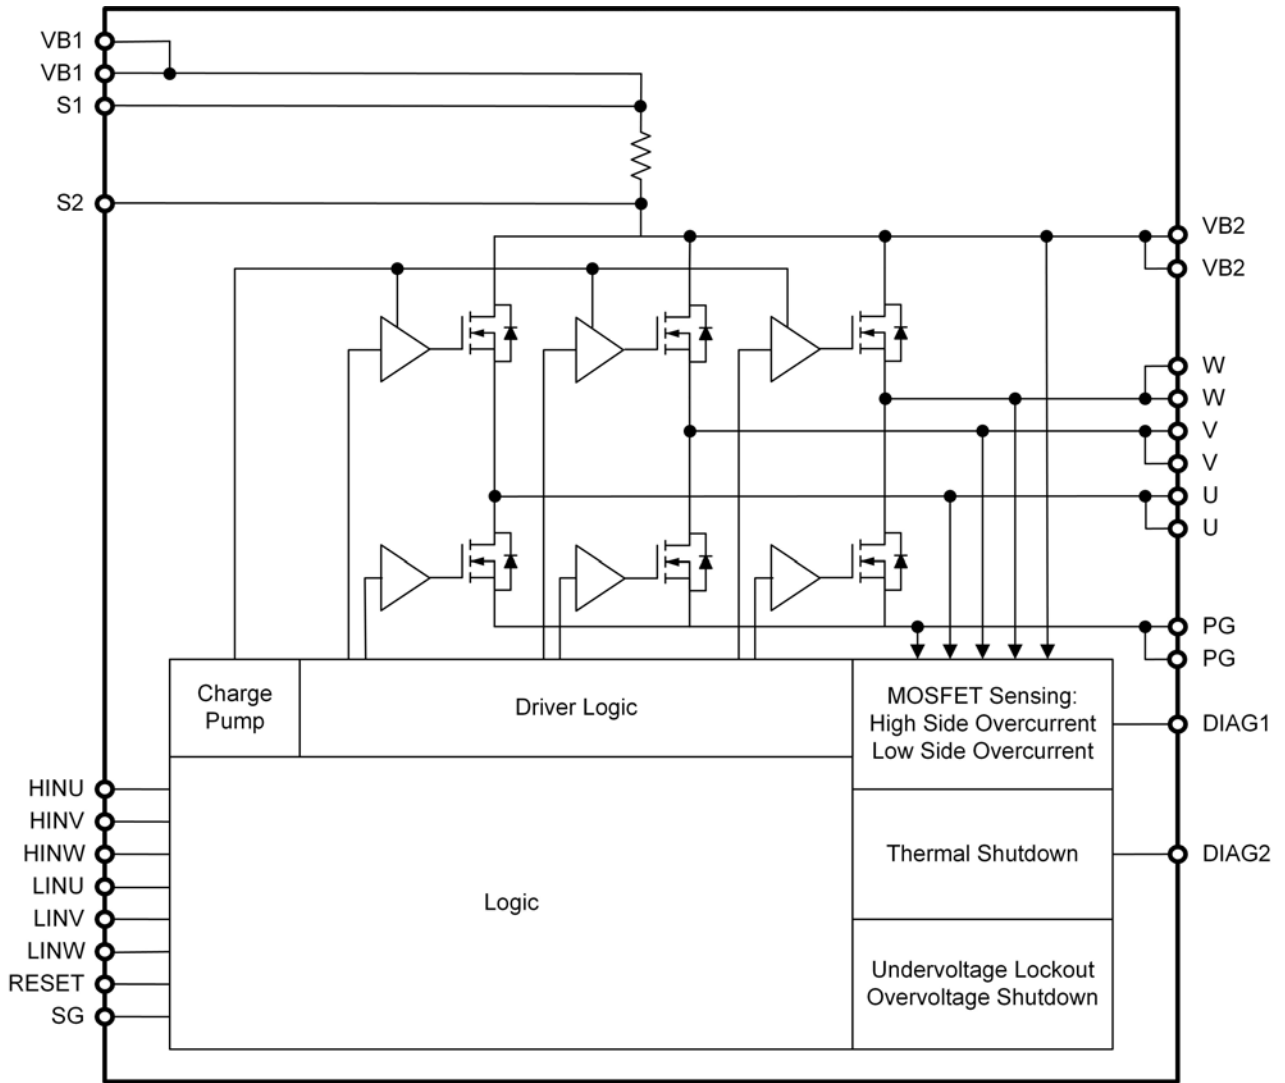 VB1
VB1
S1
S2
VB2
VB2
W
W
V
V
U
U
PG
PG
Charge
Pump
Driver Logic
MOSFET Sensing:
High Side Overcurrent
Low Side Overcurrent
DIAG1
HINU
HINV
HINW
LINU
LINV
LINW
RESET
SG
Logic
Thermal Shutdown
DIAG2
Undervoltage Lockout
Overvoltage Shutdown